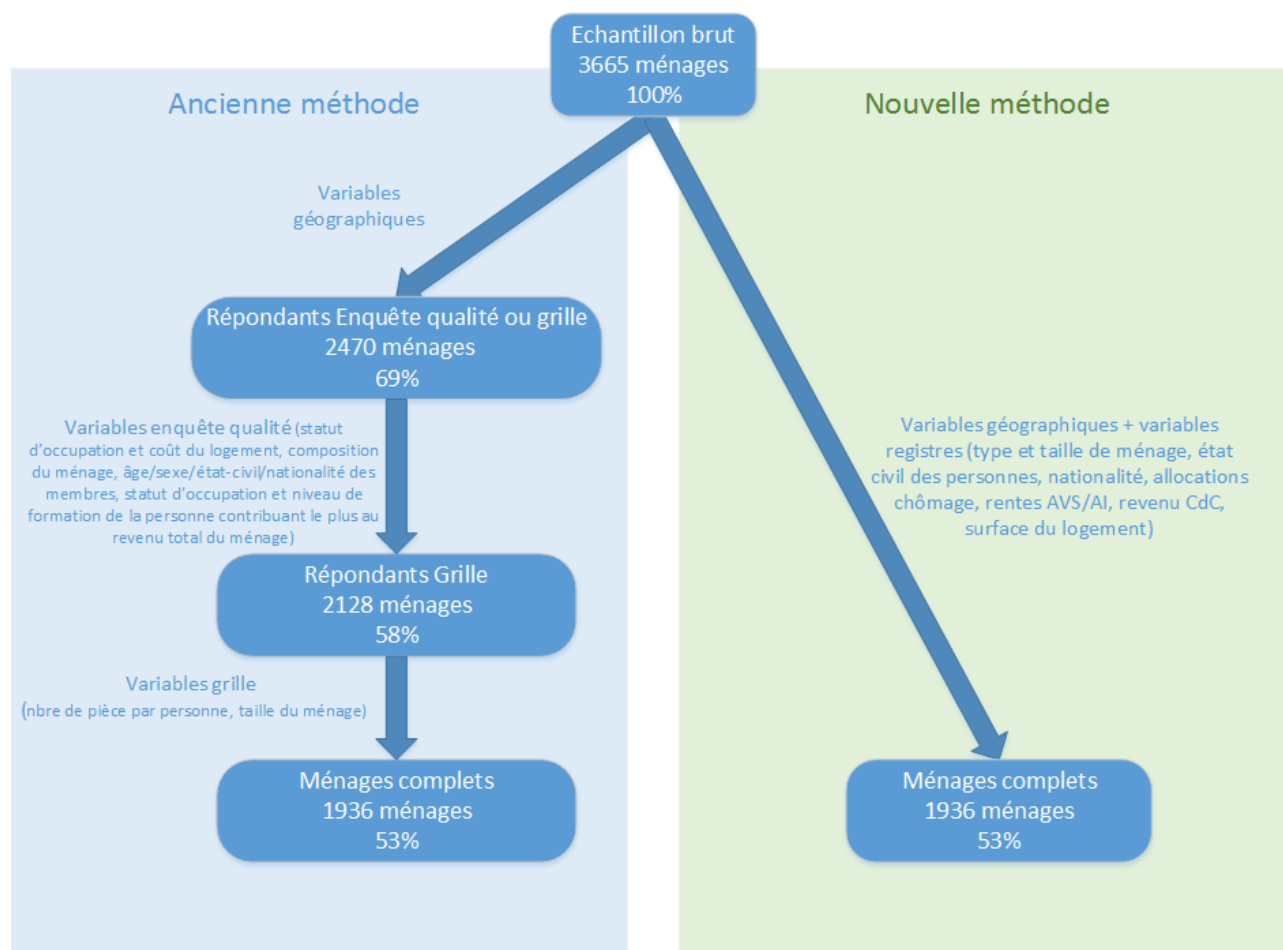 Echantillon brut
3665 ménages
100%
Ancienne méthode
Nouvelle méthode
Variables
géographiques
Répondants Enquête qualité ou grille
2470 ménages
69%
Variables enquête qualité (statut
d'occupation et coût du logement, composition
du ménage, âge/sexe/état-civil/nationalité des
membres, statut d'occupation et niveau de
formation de la personne contribuant le plus au
revenu total du ménage)
Variables géographiques + variables
registres (type et taille de ménage, état
civil des personnes, nationalité, allocations
chômage, rentes AVS/AI, revenu CdC,
surface du logement)
Répondants Grille
2128 ménages
58%
Variables grille
(nbre de pièce par personne, taille du ménage)
Ménages complets
1936 ménages
53%
Ménages complets
1936 ménages
53%